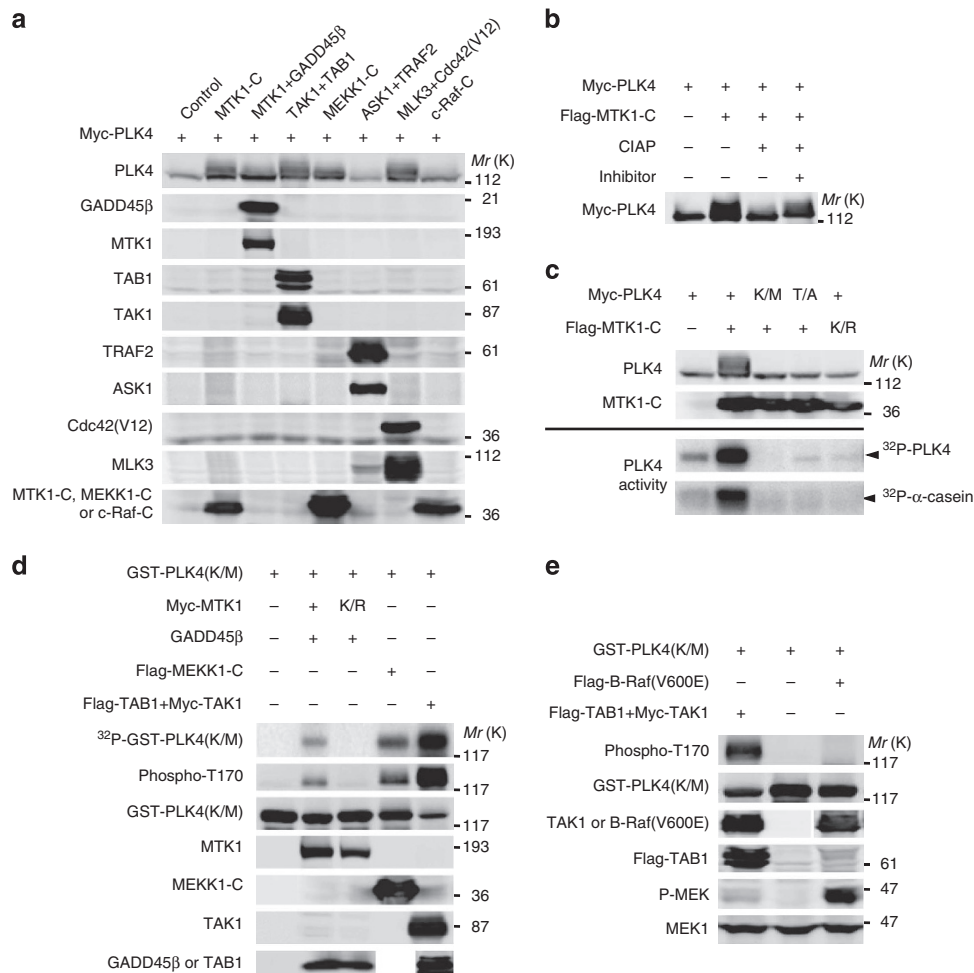 a
Control
MTK1-C
MTK1+GADD45β
TAK1+TAB1
MEKK1-C
ASK1+TRAF2
MLK3+Cdc42(V12)
c-Raf-C
Myc-PLK4 + + + + + + + +
Mr (K)
PLK4 112
GADD45β 21
MTK1 193
TAB1 61
TAK1 87
TRAF2 61
ASK1
Cdc42(V12) 36
MLK3 112
MTK1-C, MEKK1-C
or c-Raf-C 36
b
Myc-PLK4 + + + +
Flag-MTK1-C – + + +
CIAP – – + +
Inhibitor – – – +
Mr (K)
Myc-PLK4 112
c
Myc-PLK4 + + K/M T/A +
Flag-MTK1-C – + + + K/R
Mr (K)
PLK4 112
MTK1-C 36
PLK4
activity
32P-PLK4
32P-α-casein
d
GST-PLK4(K/M) + + + + +
Myc-MTK1 – + K/R – –
GADD45β – + + – –
Flag-MEKK1-C – – – + –
Flag-TAB1+Myc-TAK1 – – – – +
Mr (K)
32P-GST-PLK4(K/M) 117
Phospho-T170 117
GST-PLK4(K/M) 117
MTK1 193
MEKK1-C 36
TAK1 87
GADD45β or TAB1
e
GST-PLK4(K/M) + + +
Flag-B-Raf(V600E) – – +
Flag-TAB1+Myc-TAK1 + – –
Mr (K)
Phospho-T170 117
GST-PLK4(K/M) 117
TAK1 or B-Raf(V600E)
Flag-TAB1 61
P-MEK 47
MEK1 47